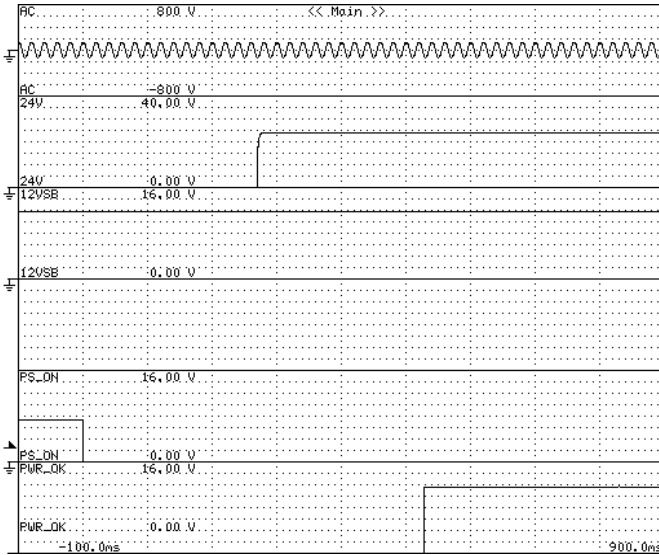 AC 800 V << Main >>
AC -800 V
24V 40.00 V
24V 0.00 V
12VSB 16.00 V
12VSB 0.00 V
PS_ON 16.00 V
PS_ON 0.00 V
PWR_OK 16.00 V
PWR_OK 0.00 V
-100.0ms 900.0ms